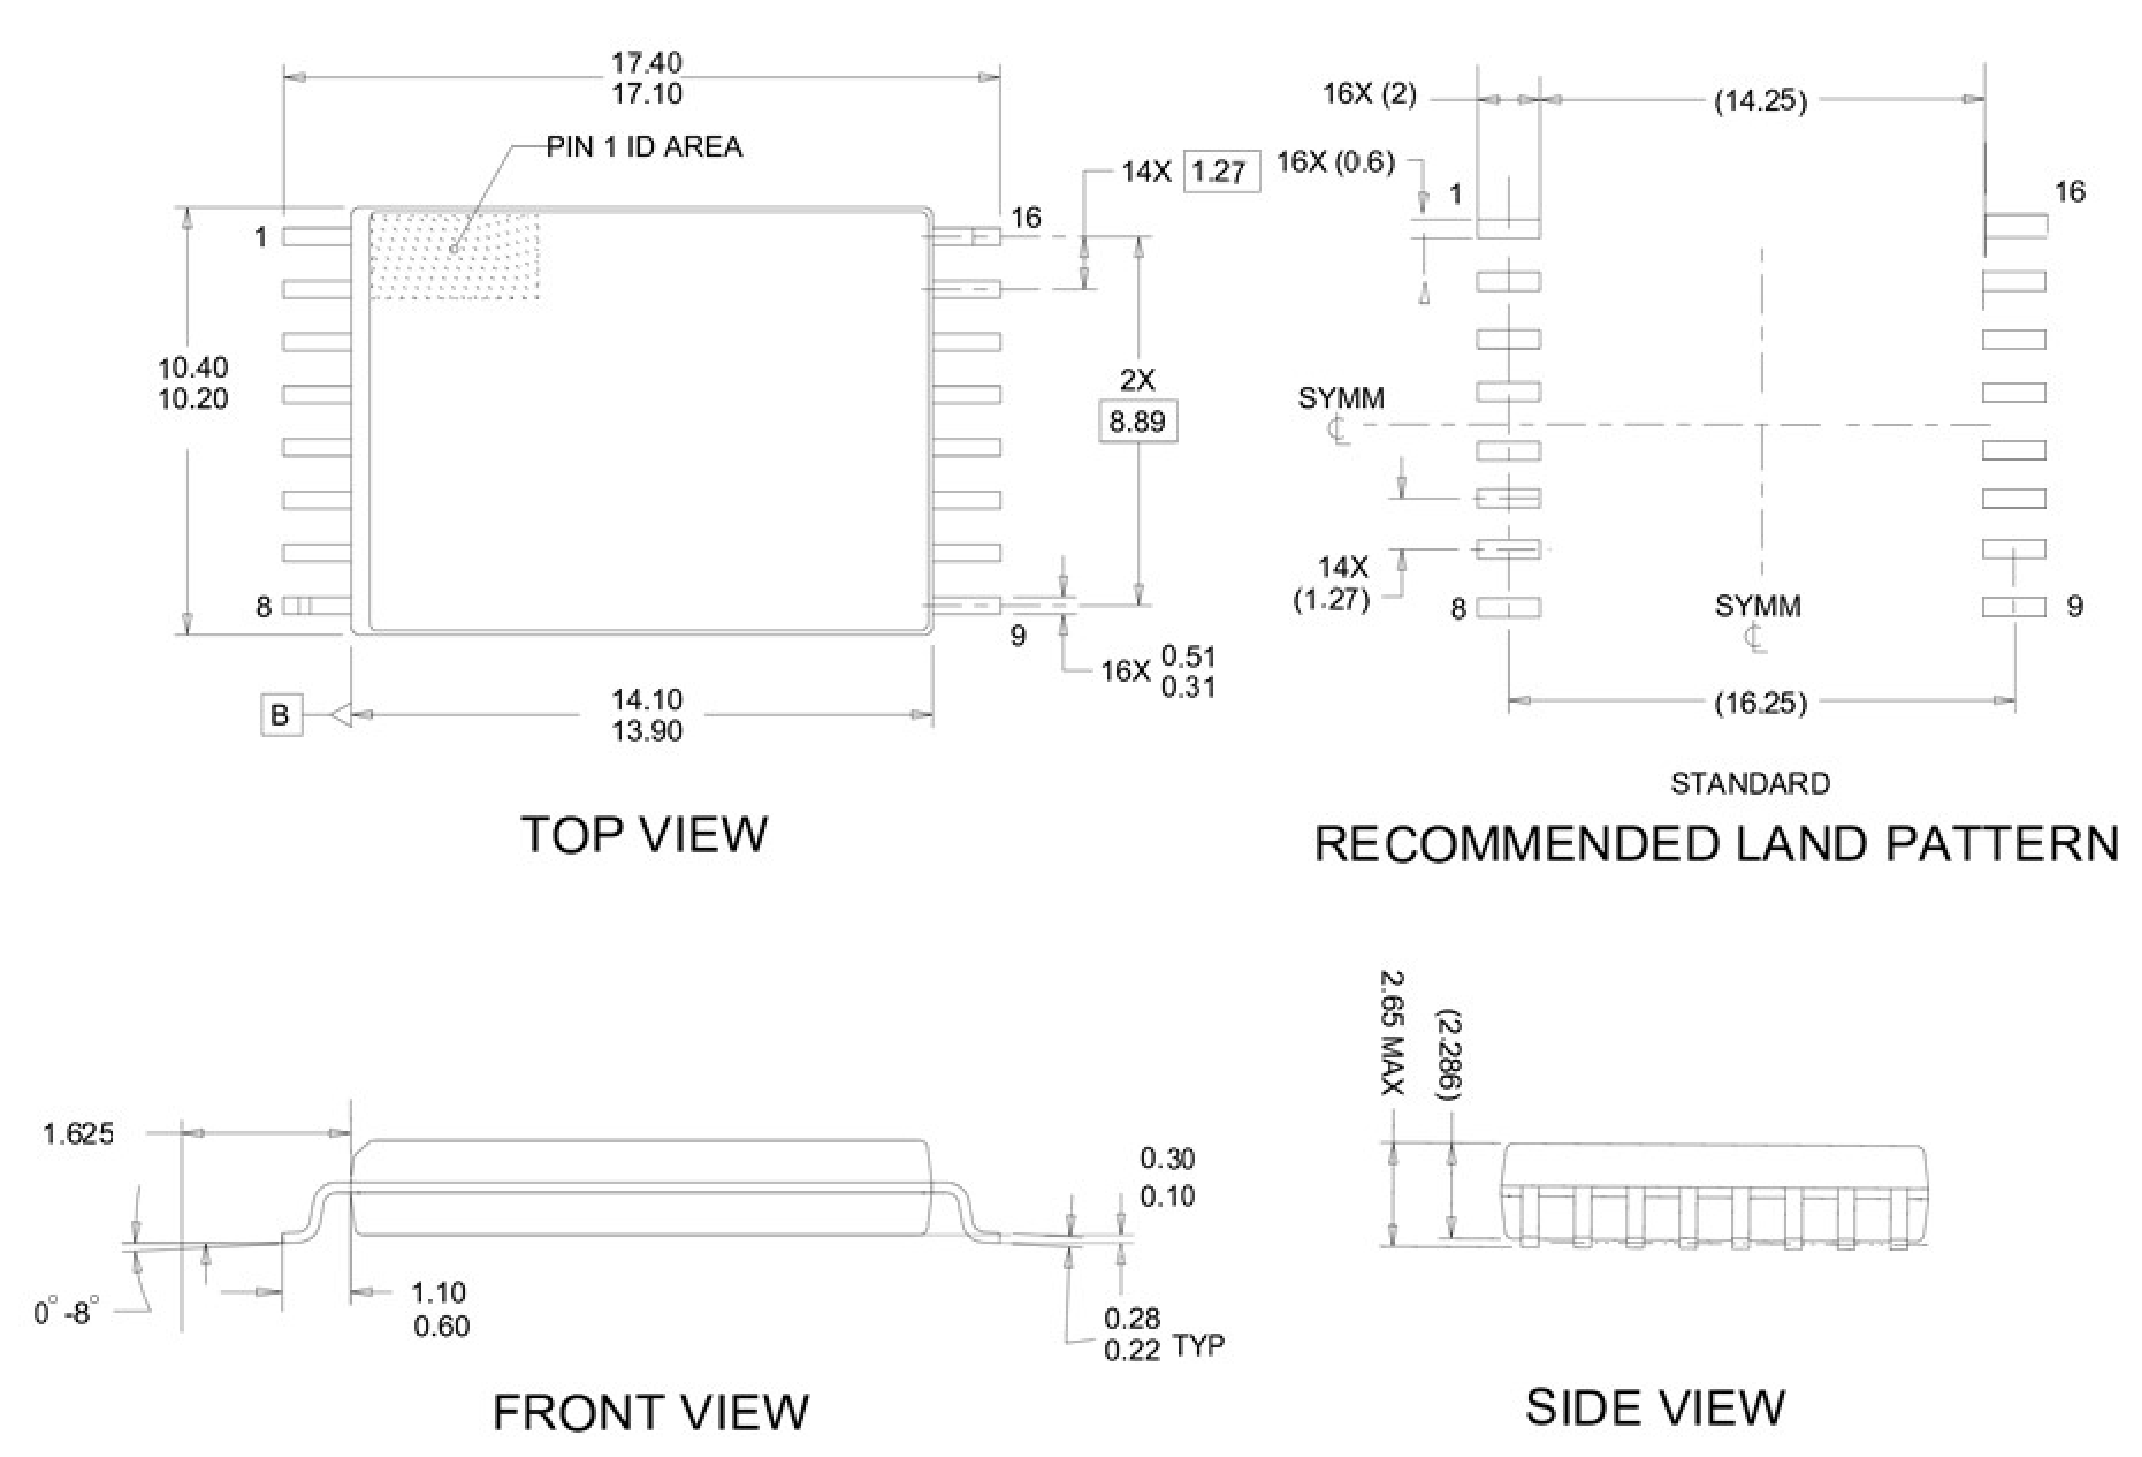 17.40
17.10
PIN 1 ID AREA
14X 1.27
1
16
10.40
10.20
2X
8.89
8
9
16X 0.51
0.31
B
14.10
13.90
TOP VIEW
16X (2)
(14.25)
16X (0.6)
1
16
SYMM
℄
14X
(1.27)
8
SYMM
℄
9
(16.25)
STANDARD
RECOMMENDED LAND PATTERN
1.625
0°-8°
1.10
0.60
0.30
0.10
0.28
0.22 TYP
FRONT VIEW
2.65 MAX
(2.286)
SIDE VIEW